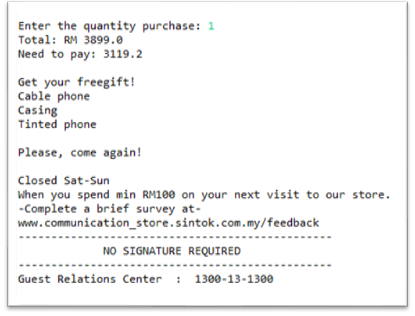 Enter the quantity purchase: 1
Total: RM 3899.0
Need to pay: 3119.2
Get your freegift!
Cable phone
Casing
Tinted phone
Please, come again!
Closed Sat-Sun
When you spend min RM100 on your next visit to our store.
-Complete a brief survey at-
www.communication_store.sintok.com.my/feedback
-----------------------------------------------
NO SIGNATURE REQUIRED
-----------------------------------------------
Guest Relations Center : 1300-13-1300